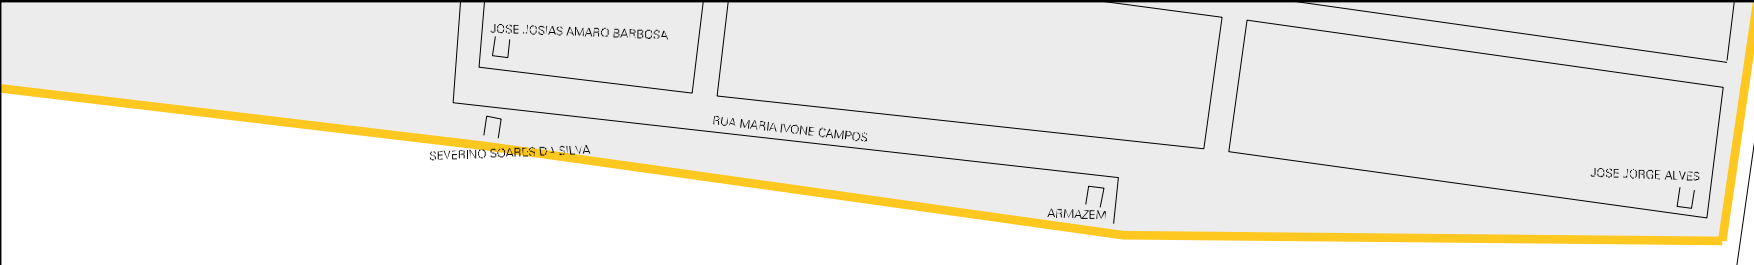 JOSE JOSIAS AMARO BARBOSA
RUA MARIA IVONE CAMPOS
SEVERINO SOARES DA SILVA
JOSE JORGE ALVES
ARMAZEM